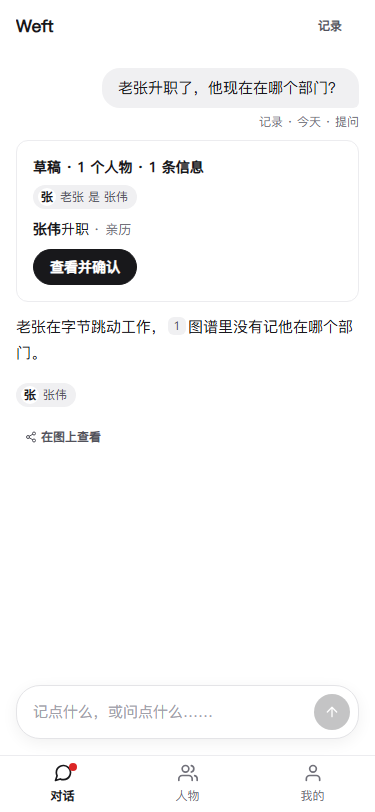 Weft
记录
老张升职了，他现在在哪个部门？
记录 · 今天 · 提问
草稿 · 1 个人物 · 1 条信息
张 老张 是 张伟
张伟升职 · 亲历
查看并确认
老张在字节跳动工作， 1 图谱里没有记他在哪个部
门。
张 张伟
在图上查看
记点什么，或问点什么……
对话
人物
我的